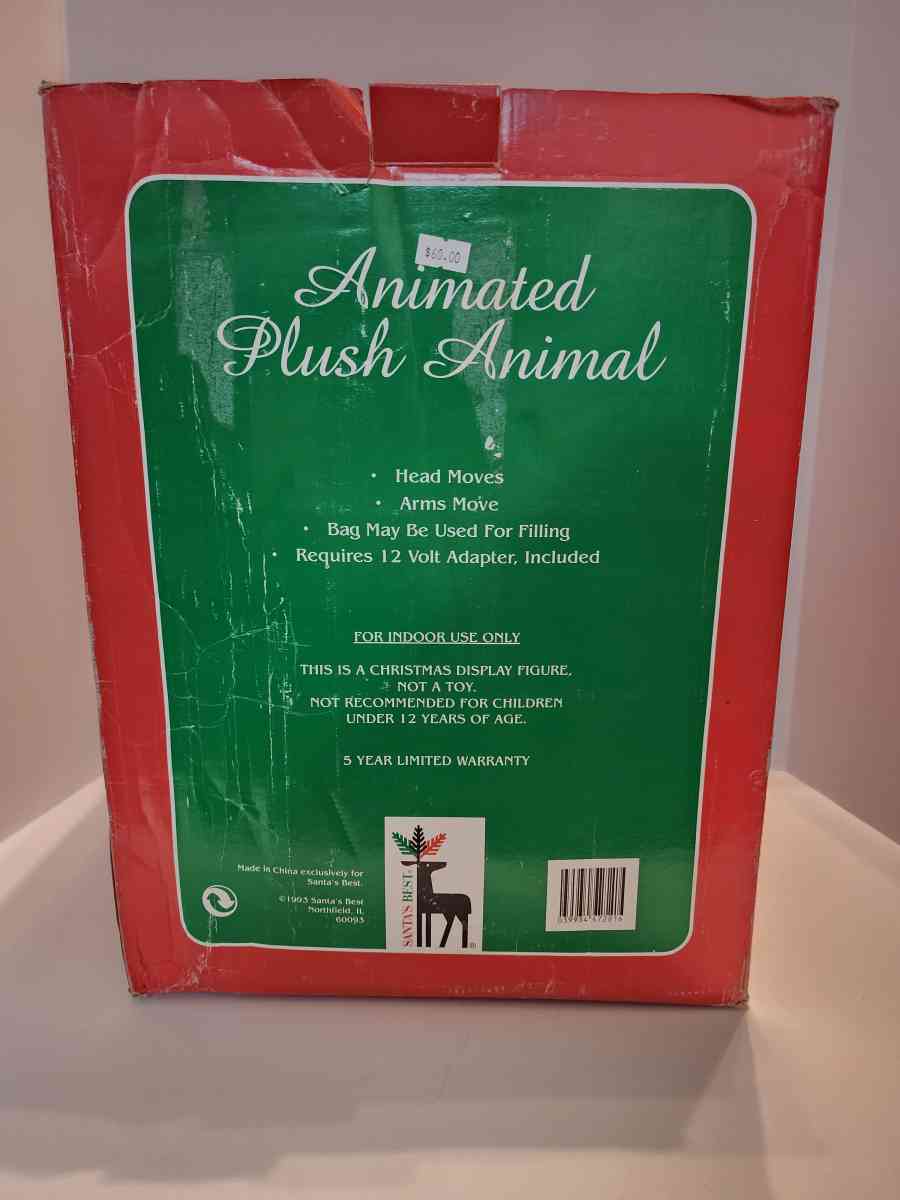 $60.00
Animated
Plush Animal
• Head Moves
• Arms Move
• Bag May Be Used For Filling
• Requires 12 Volt Adapter, Included
FOR INDOOR USE ONLY
THIS IS A CHRISTMAS DISPLAY FIGURE,
NOT A TOY.
NOT RECOMMENDED FOR CHILDREN
UNDER 12 YEARS OF AGE.
5 YEAR LIMITED WARRANTY
Made in China exclusively for
Santa's Best.
©1993 Santa's Best
Northfield, IL
60093
SANTA'S BEST®
®